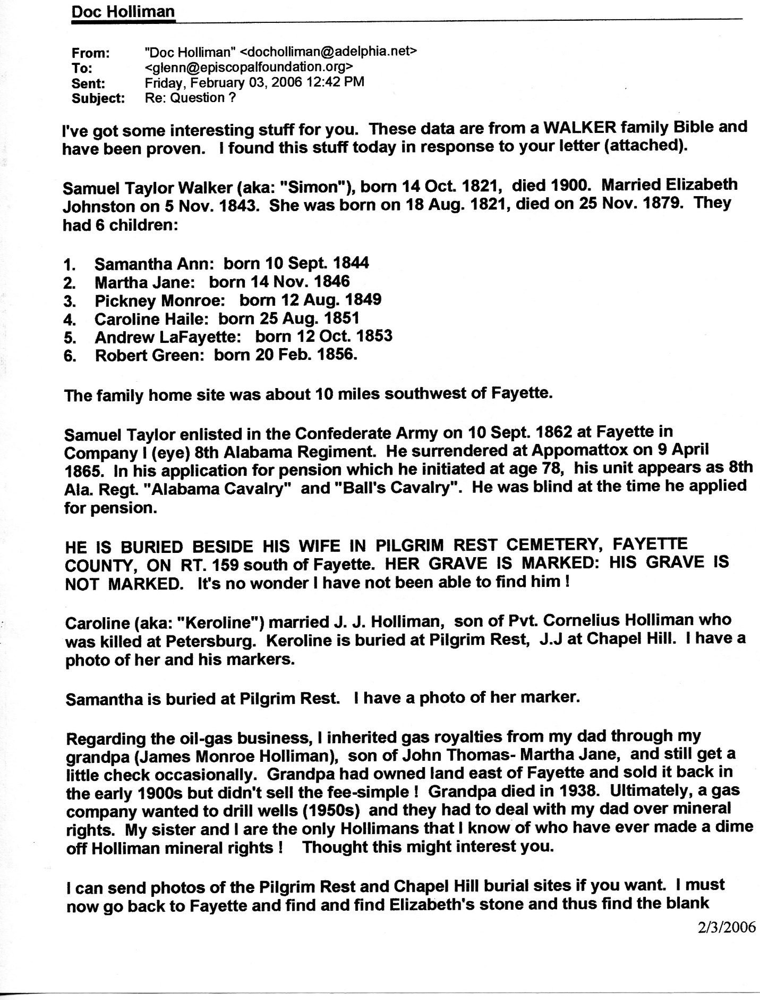 Doc Holliman
From: "Doc Holliman" <docholliman@adelphia.net>
To: <glenn@episcopalfoundation.org>
Sent: Friday, February 03, 2006 12:42 PM
Subject: Re: Question ?
I've got some interesting stuff for you. These data are from a WALKER family Bible and
have been proven. I found this stuff today in response to your letter (attached).
Samuel Taylor Walker (aka: "Simon"), born 14 Oct. 1821, died 1900. Married Elizabeth
Johnston on 5 Nov. 1843. She was born on 18 Aug. 1821, died on 25 Nov. 1879. They
had 6 children:
1. Samantha Ann: born 10 Sept. 1844
2. Martha Jane: born 14 Nov. 1846
3. Pickney Monroe: born 12 Aug. 1849
4. Caroline Haile: born 25 Aug. 1851
5. Andrew LaFayette: born 12 Oct. 1853
6. Robert Green: born 20 Feb. 1856.
The family home site was about 10 miles southwest of Fayette.
Samuel Taylor enlisted in the Confederate Army on 10 Sept. 1862 at Fayette in
Company I (eye) 8th Alabama Regiment. He surrendered at Appomattox on 9 April
1865. In his application for pension which he initiated at age 78, his unit appears as 8th
Ala. Regt. "Alabama Cavalry" and "Ball's Cavalry". He was blind at the time he applied
for pension.
HE IS BURIED BESIDE HIS WIFE IN PILGRIM REST CEMETERY, FAYETTE
COUNTY, ON RT. 159 south of Fayette. HER GRAVE IS MARKED: HIS GRAVE IS
NOT MARKED. It's no wonder I have not been able to find him !
Caroline (aka: "Keroline") married J. J. Holliman, son of Pvt. Cornelius Holliman who
was killed at Petersburg. Keroline is buried at Pilgrim Rest, J.J at Chapel Hill. I have a
photo of her and his markers.
Samantha is buried at Pilgrim Rest. I have a photo of her marker.
Regarding the oil-gas business, I inherited gas royalties from my dad through my
grandpa (James Monroe Holliman), son of John Thomas- Martha Jane, and still get a
little check occasionally. Grandpa had owned land east of Fayette and sold it back in
the early 1900s but didn't sell the fee-simple ! Grandpa died in 1938. Ultimately, a gas
company wanted to drill wells (1950s) and they had to deal with my dad over mineral
rights. My sister and I are the only Hollimans that I know of who have ever made a dime
off Holliman mineral rights ! Thought this might interest you.
I can send photos of the Pilgrim Rest and Chapel Hill burial sites if you want. I must
now go back to Fayette and find and find Elizabeth's stone and thus find the blank
2/3/2006